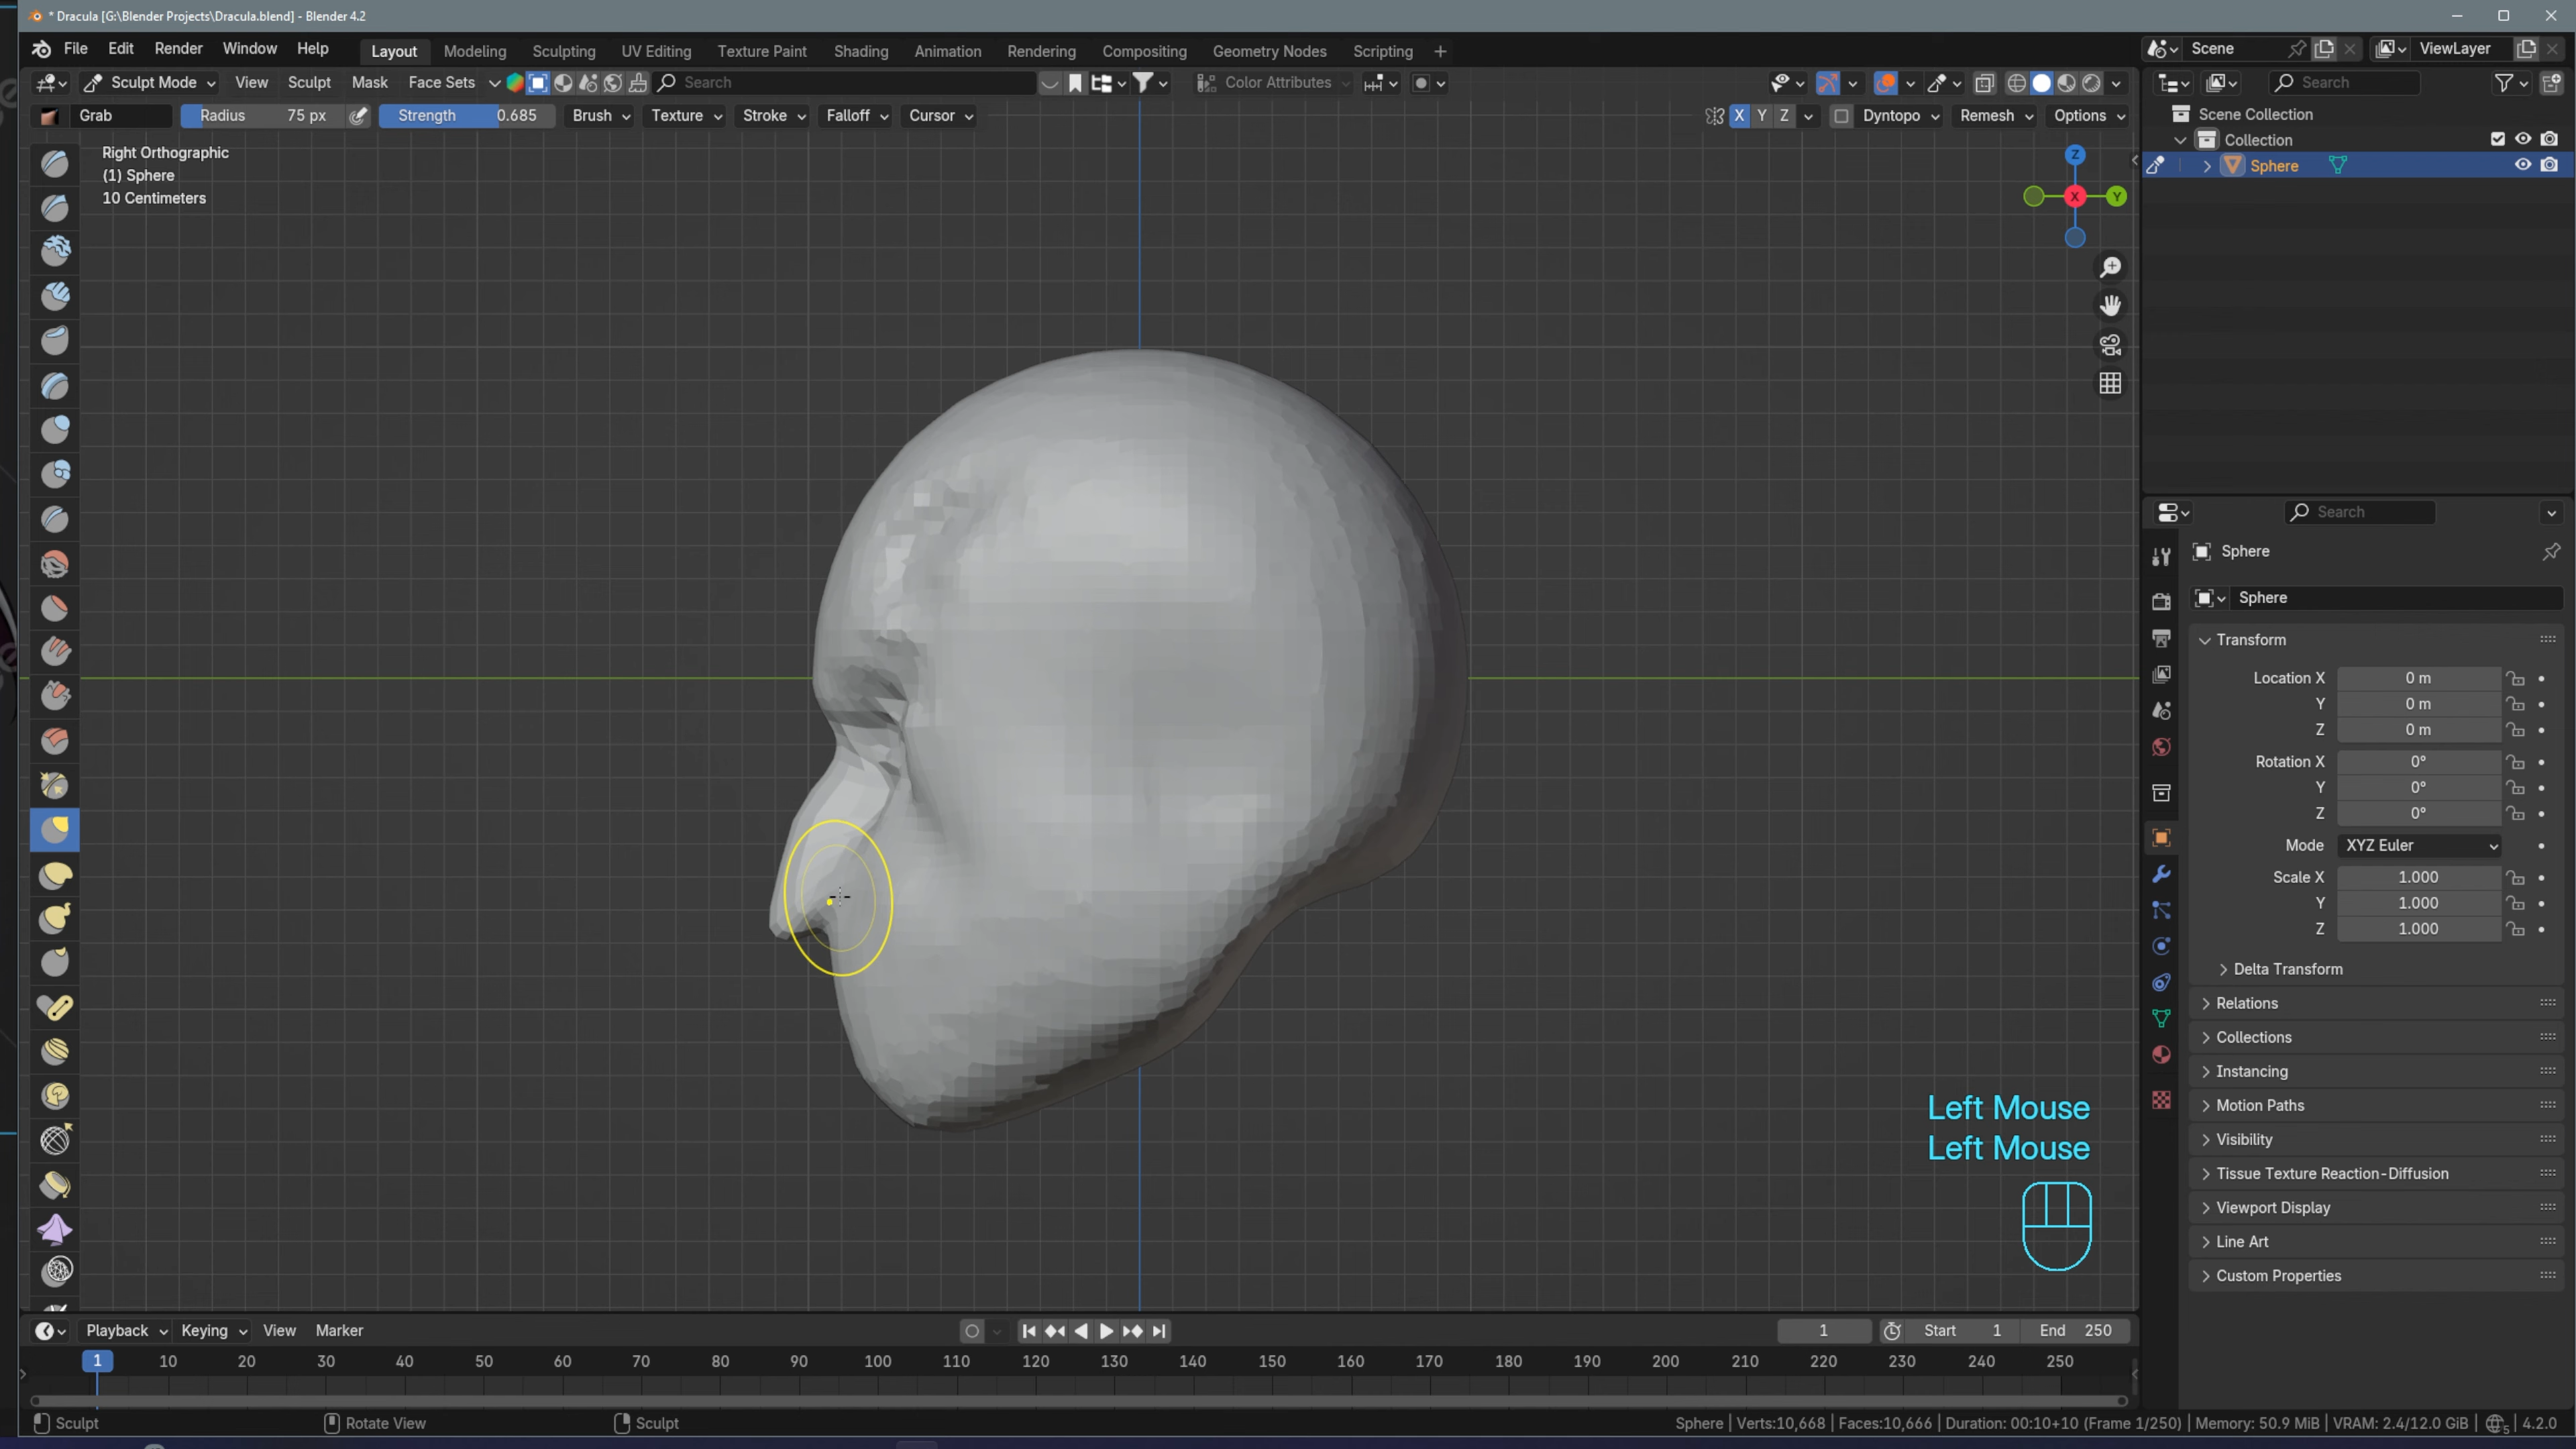 * Dracula [G:\Blender Projects\Dracula.blend] - Blender 4.2
File Edit Render Window Help Layout Modeling Sculpting UV Editing Texture Paint Shading Animation Rendering Compositing Geometry Nodes Scripting + Scene ViewLayer
Sculpt Mode View Sculpt Mask Face Sets Search Color Attributes Search
Grab Radius 75 px Strength 0.685 Brush Texture Stroke Falloff Cursor X Y Z Dyntopo Remesh Options
Scene Collection
Collection
Sphere
Right Orthographic
(1) Sphere
10 Centimeters
Z
X
Y
Search
Sphere
Sphere
Transform
Location X 0 m
Y 0 m
Z 0 m
Rotation X 0°
Y 0°
Z 0°
Mode XYZ Euler
Scale X 1.000
Y 1.000
Z 1.000
Delta Transform
Relations
Collections
Instancing
Motion Paths
Visibility
Tissue Texture Reaction-Diffusion
Viewport Display
Line Art
Custom Properties
Left Mouse
Left Mouse
Playback Keying View Marker 1 Start 1 End 250
1 10 20 30 40 50 60 70 80 90 100 110 120 130 140 150 160 170 180 190 200 210 220 230 240 250
Sculpt Rotate View Sculpt Sphere | Verts:10,668 | Faces:10,666 | Duration: 00:10+10 (Frame 1/250) | Memory: 50.9 MiB | VRAM: 2.4/12.0 GiB | 5 | 4.2.0